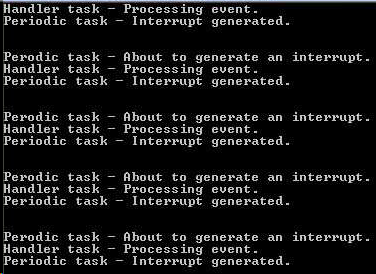 Handler task - Processing event.
Periodic task - Interrupt generated.
Perodic task - About to generate an interrupt.
Handler task - Processing event.
Periodic task - Interrupt generated.
Perodic task - About to generate an interrupt.
Handler task - Processing event.
Periodic task - Interrupt generated.
Perodic task - About to generate an interrupt.
Handler task - Processing event.
Periodic task - Interrupt generated.
Perodic task - About to generate an interrupt.
Handler task - Processing event.
Periodic task - Interrupt generated.